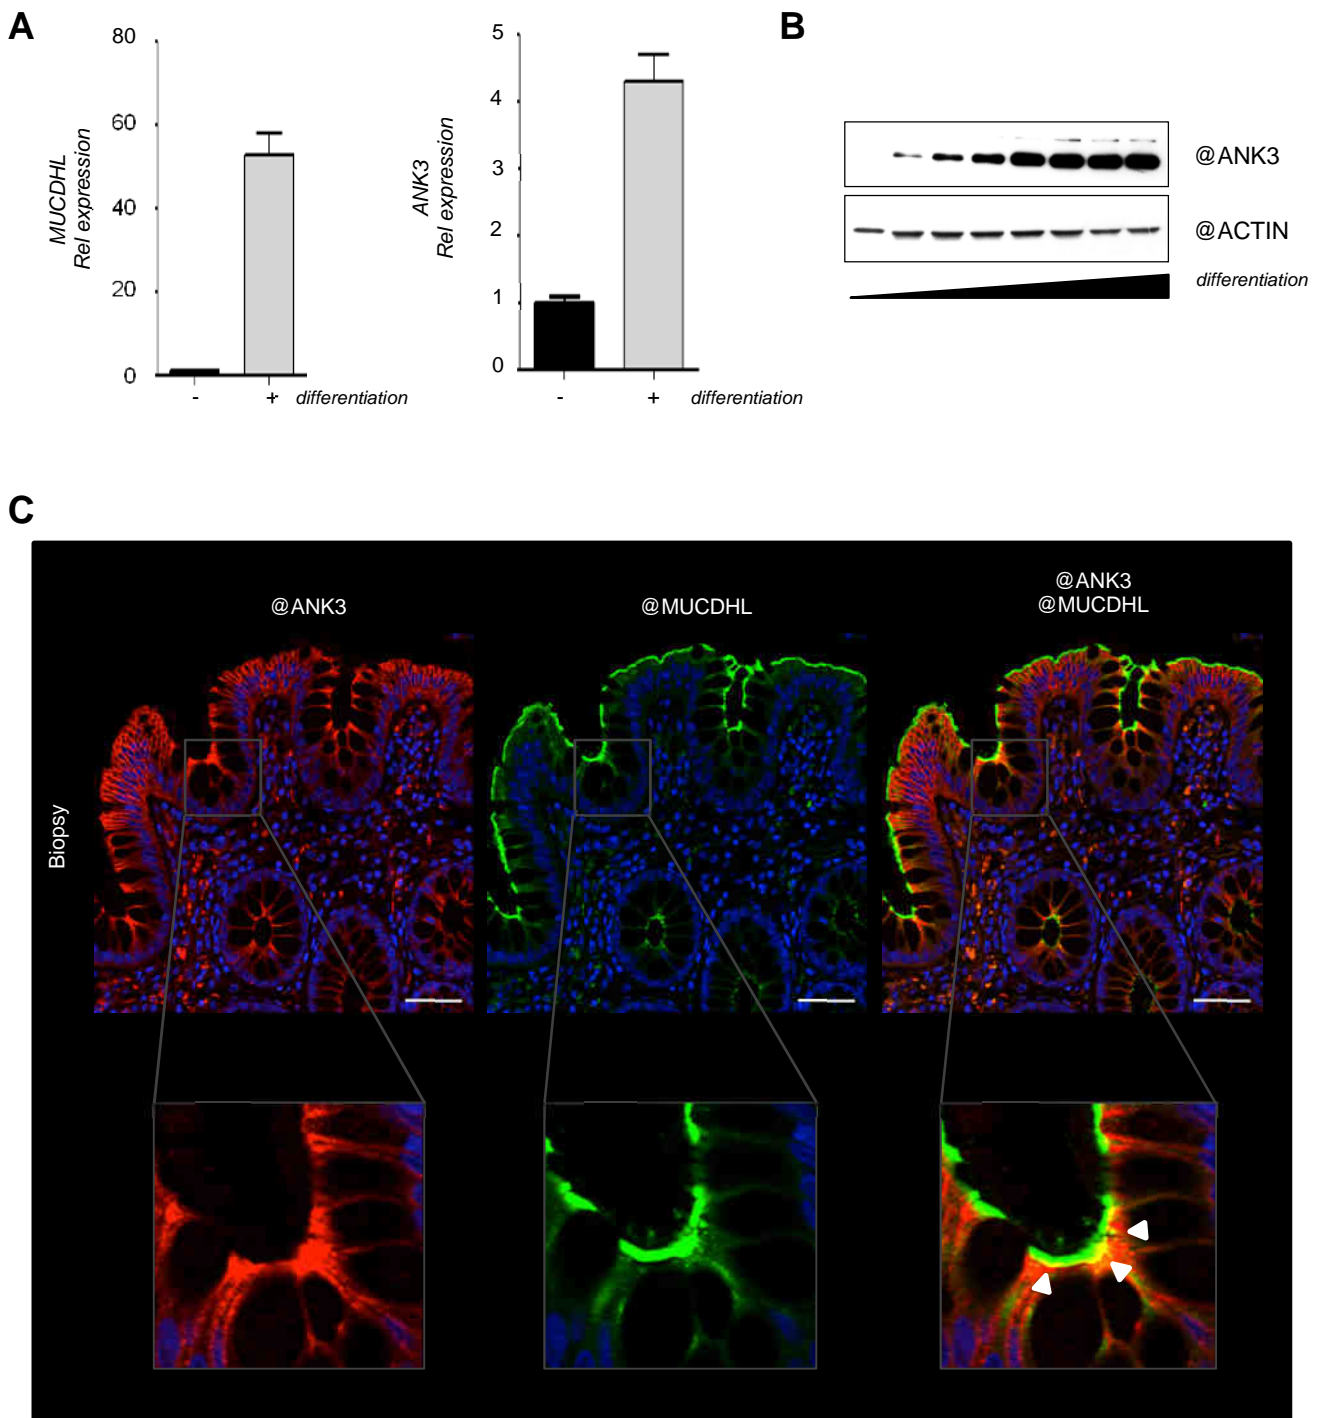 A
80
60
40
20
0
MUCDHL
Rel expression
- + differentiation
5
4
3
2
1
0
ANK3
Rel expression
- + differentiation
B
@ANK3
@ACTIN
differentiation
C
@ANK3
@MUCDHL
@ANK3
@MUCDHL
Biopsy